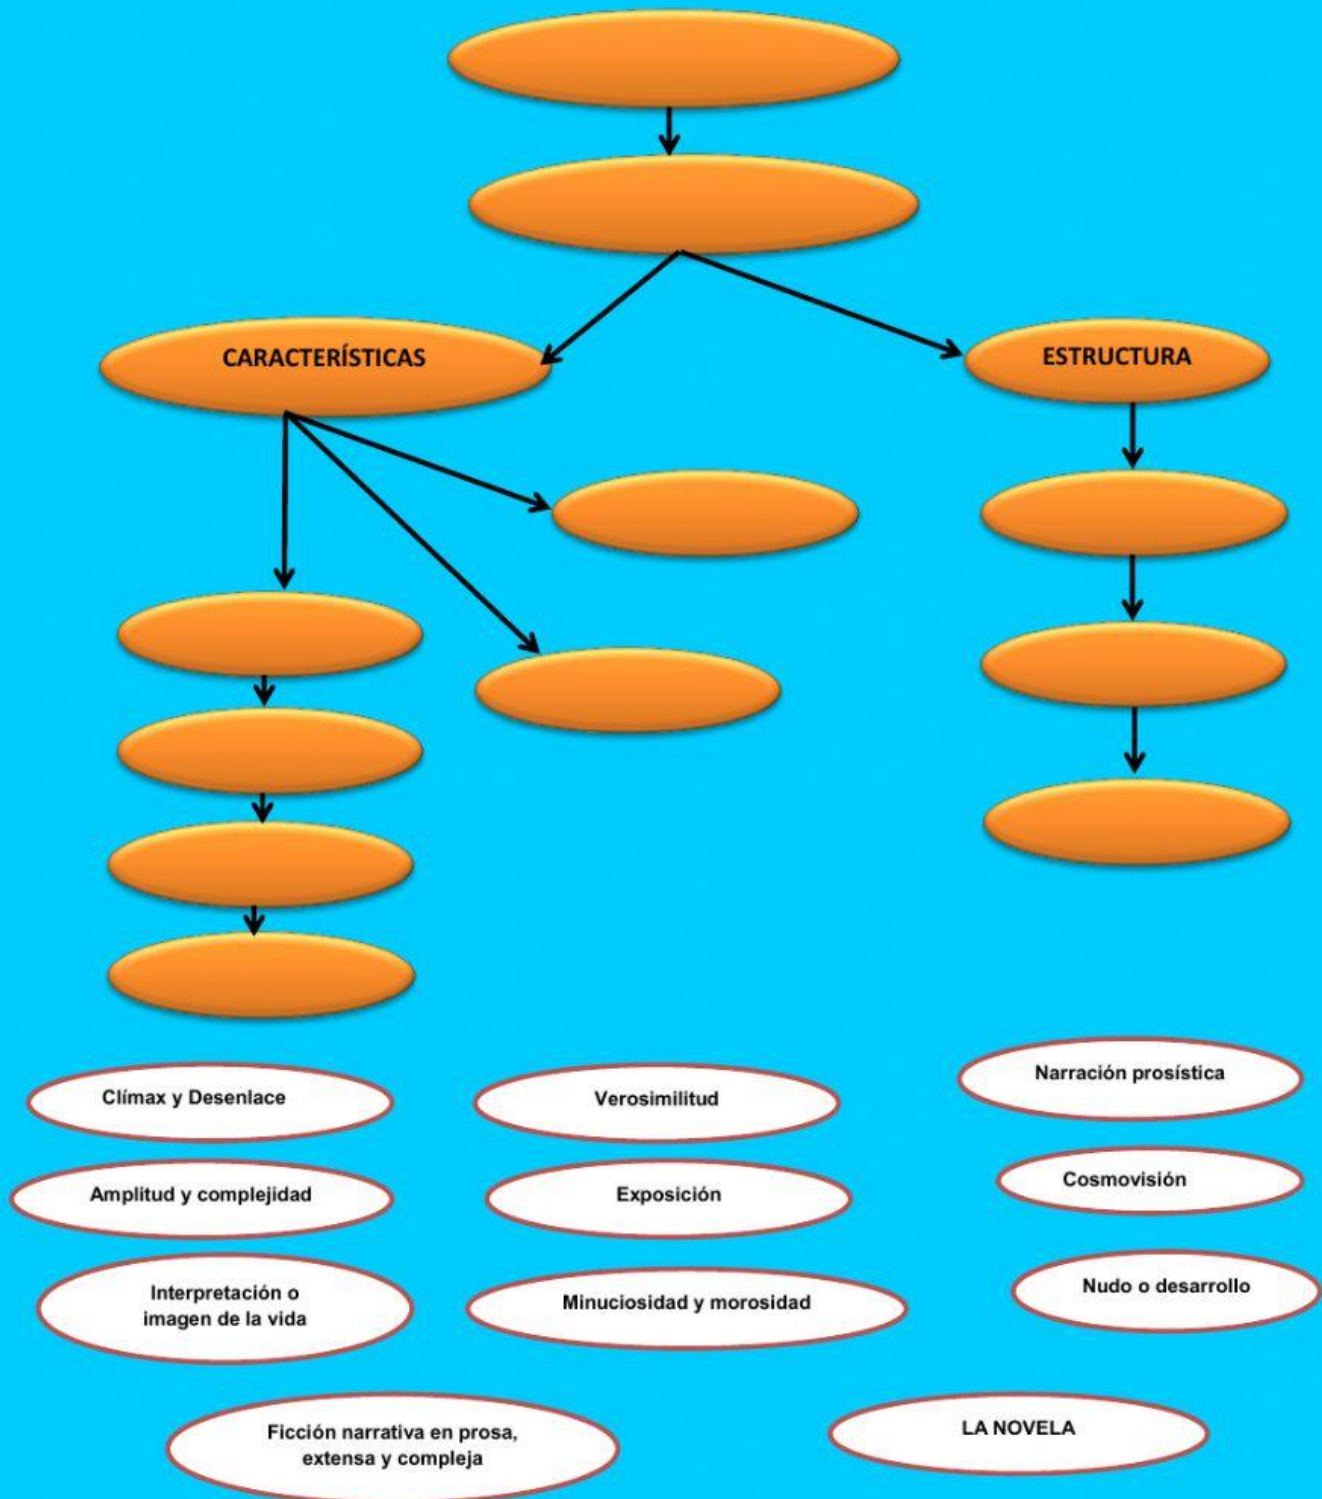 CARACTERÍSTICAS
ESTRUCTURA
Clímax y Desenlace
Verosimilitud
Narración prosística
Amplitud y complejidad
Exposición
Cosmovisión
Interpretación o
imagen de la vida
Minuciosidad y morosidad
Nudo o desarrollo
Ficción narrativa en prosa,
extensa y compleja
LA NOVELA